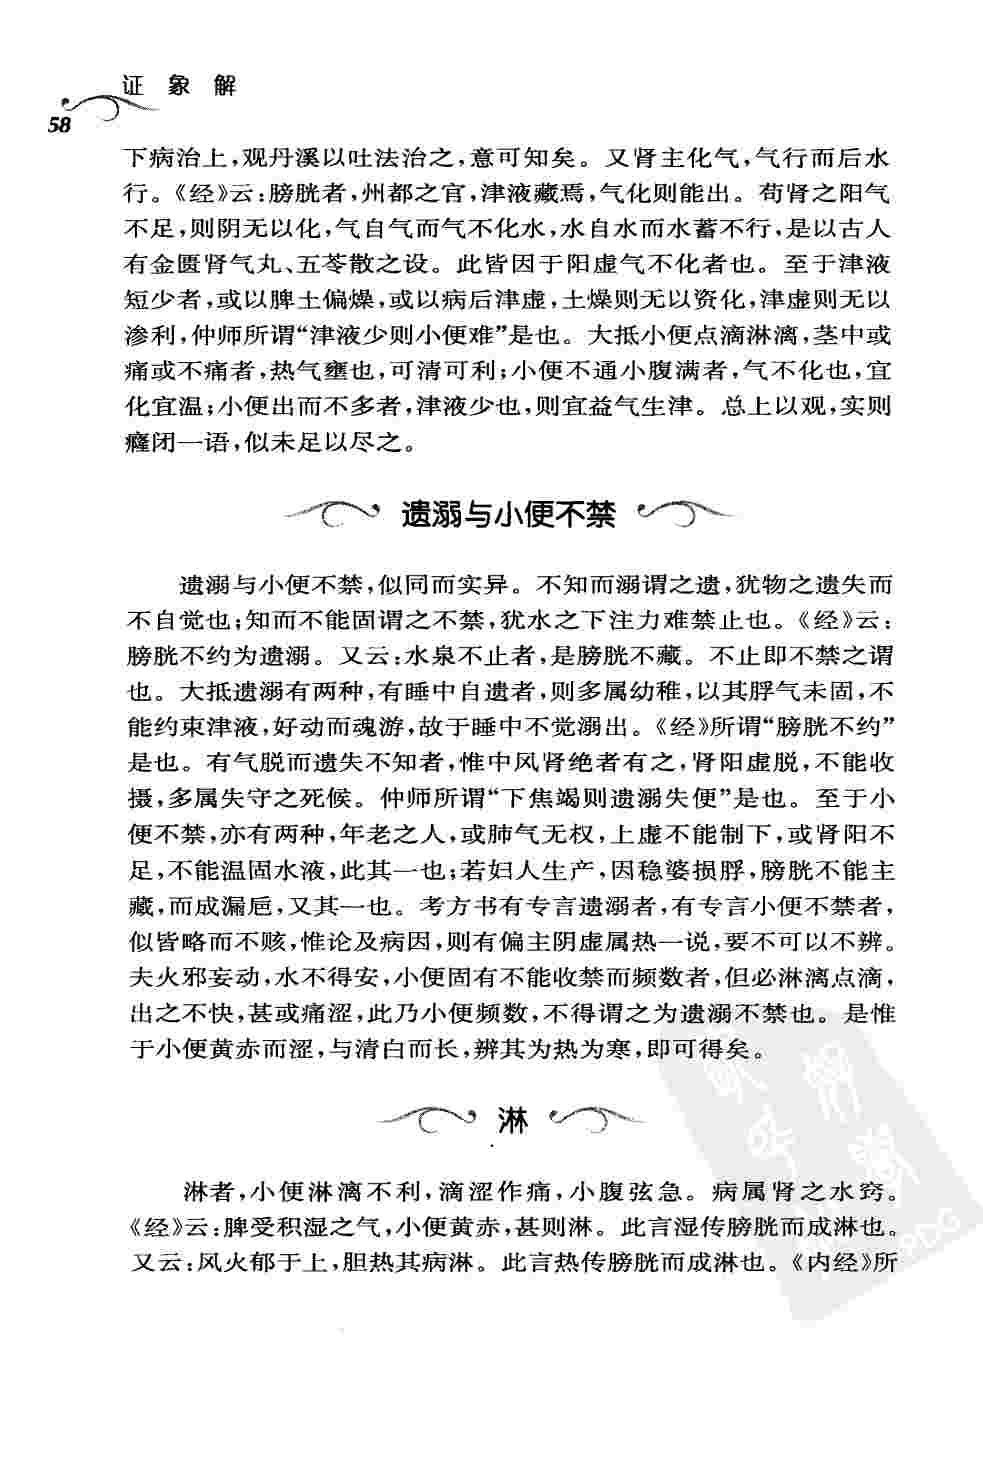 证象解
58
下病治上，观丹溪以吐法治之，意可知矣。又肾主化气，气行而后水
行。《经》云：膀胱者，州都之官，津液藏焉，气化则能出。苟肾之阳气
不足，则阴无以化，气自气而气不化水，水自水而水蓄不行，是以古人
有金匮肾气丸、五苓散之设。此皆因于阳虚气不化者也。至于津液
短少者，或以脾土偏燥，或以病后津虚，土燥则无以资化，津虚则无以
渗利，仲师所谓“津液少则小便难”是也。大抵小便点滴淋漓，茎中或
痛或不痛者，热气壅也，可清可利；小便不通小腹满者，气不化也，宜
化宜温；小便出而不多者，津液少也，则宜益气生津。总上以观，实则
癃闭一语，似未足以尽之。
遗溺与小便不禁
遗溺与小便不禁，似同而实异。不知而溺谓之遗，犹物之遗失而
不自觉也；知而不能固谓之不禁，犹水之下注力难禁止也。《经》云：
膀胱不约为遗溺。又云：水泉不止者，是膀胱不藏。不止即不禁之谓
也。大抵遗溺有两种，有睡中自遗者，则多属幼稚，以其脬气未固，不
能约束津液，好动而魂游，故于睡中不觉溺出。《经》所谓“膀胱不约”
是也。有气脱而遗失不知者，惟中风肾绝者有之，肾阳虚脱，不能收
摄，多属失守之死候。仲师所谓“下焦竭则遗溺失便”是也。至于小
便不禁，亦有两种，年老之人，或肺气无权，上虚不能制下，或肾阳不
足，不能温固水液，此其一也；若妇人生产，因稳婆损脬，膀胱不能主
藏，而成漏卮，又其一也。考方书有专言遗溺者，有专言小便不禁者，
似皆略而不赅，惟论及病因，则有偏主阴虚属热一说，要不可以不辨。
夫火邪妄动，水不得安，小便固有不能收禁而频数者，但必淋漓点滴，
出之不快，甚或痛涩，此乃小便频数，不得谓之为遗溺不禁也。是惟
于小便黄赤而涩，与清白而长，辨其为热为寒，即可得矣。
淋
淋者，小便淋漓不利，滴涩作痛，小腹弦急。病属肾之水窍。
《经》云：脾受积湿之气，小便黄赤，甚则淋。此言湿传膀胱而成淋也。
又云：风火郁于上，胆热其病淋。此言热传膀胱而成淋也。《内经》所